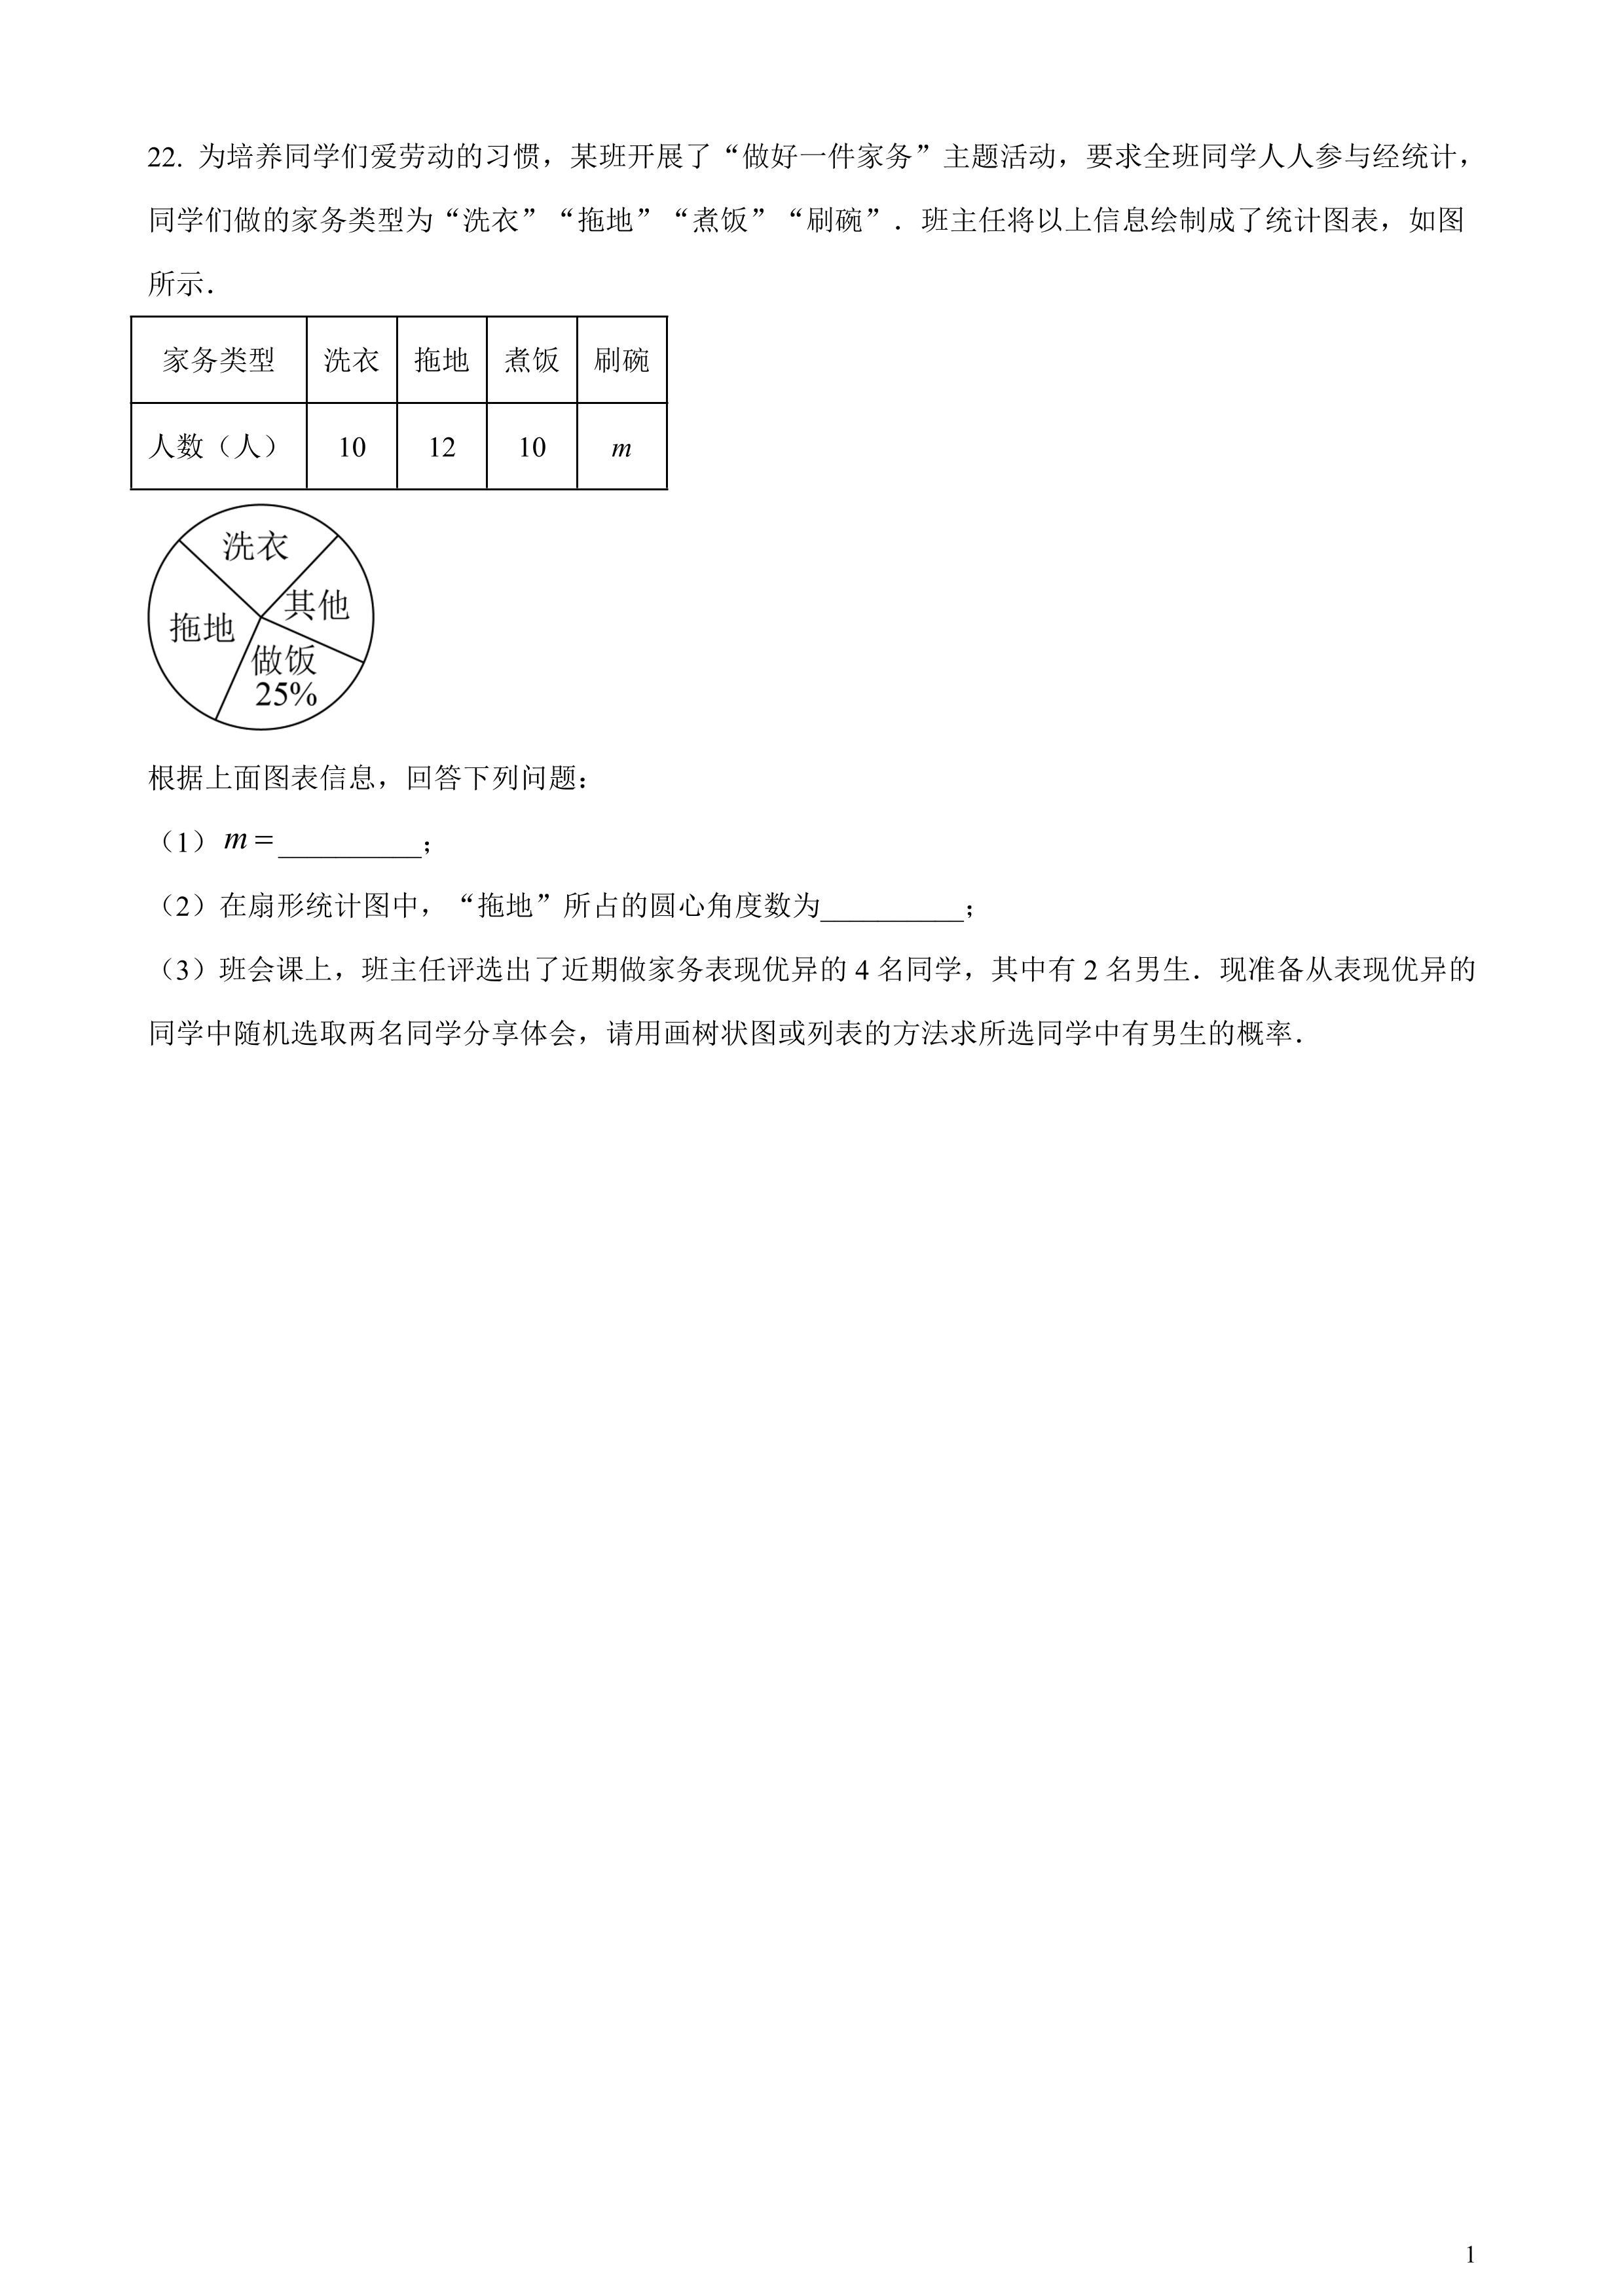 22. 为培养同学们爱劳动的习惯，某班开展了“做好一件家务”主题活动，要求全班同学人人参与经统计，
同学们做的家务类型为“洗衣”“拖地”“煮饭”“刷碗”．班主任将以上信息绘制成了统计图表，如图
所示．
家务类型 洗衣 拖地 煮饭 刷碗
人数（人） 10 12 10 m
洗衣
其他
拖地
做饭
25%
根据上面图表信息，回答下列问题：
（1）m＝__________；
（2）在扇形统计图中，“拖地”所占的圆心角度数为__________；
（3）班会课上，班主任评选出了近期做家务表现优异的 4 名同学，其中有 2 名男生．现准备从表现优异的
同学中随机选取两名同学分享体会，请用画树状图或列表的方法求所选同学中有男生的概率．
1